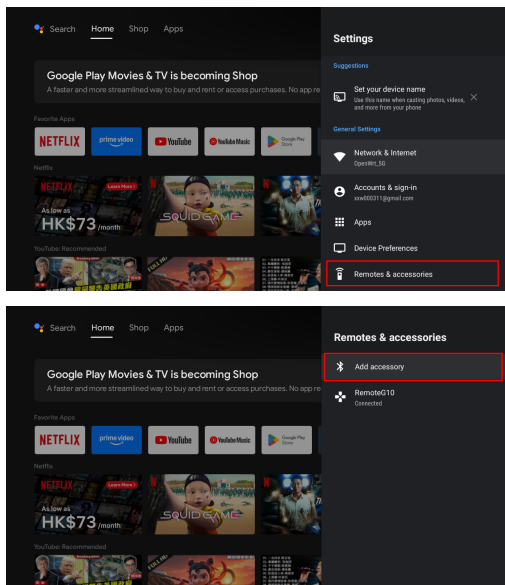 Search Home Shop Apps
Google Play Movies & TV is becoming Shop
A faster and more streamlined way to buy and rent or access purchases. No app re
Favorite Apps
NETFLIX prime video YouTube YouTube Music Google Play Store
Netflix
NETFLIX Learn More
As low as
HK$73 /month
SQUID GAME
YouTube: Recommended
Settings
Suggestions
Set your device name
Use this name when casting photos, videos,
and more from your phone
General Settings
Network & Internet
OpenWrt_5G
Accounts & sign-in
xxw000311@gmail.com
Apps
Device Preferences
Remotes & accessories
Search Home Shop Apps
Google Play Movies & TV is becoming Shop
A faster and more streamlined way to buy and rent or access purchases. No app re
Favorite Apps
NETFLIX prime video YouTube YouTube Music Google Play Store
Netflix
NETFLIX Learn More
As low as
HK$73 /month
SQUID GAME
YouTube: Recommended
Remotes & accessories
Add accessory
RemoteG10
Connected